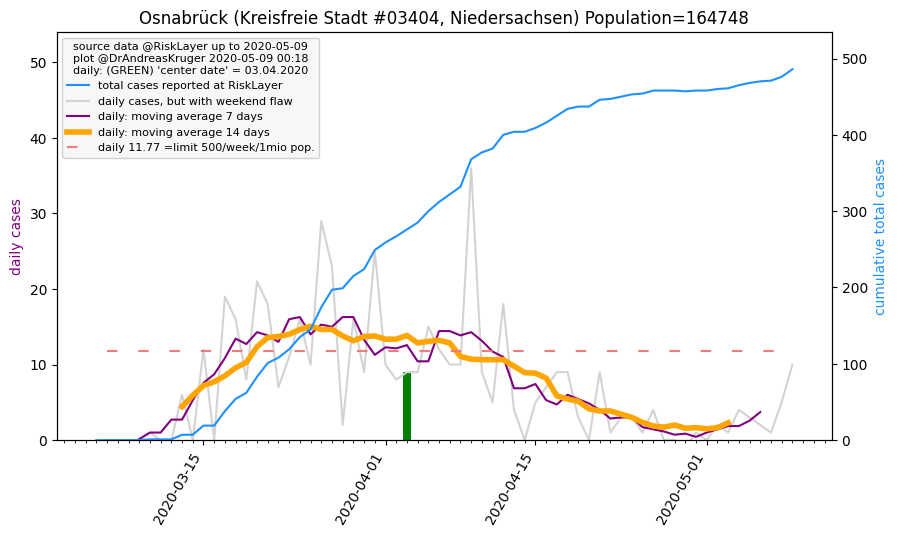 Osnabrück (Kreisfreie Stadt #03404, Niedersachsen) Population=164748
source data @RiskLayer up to 2020-05-09
plot @DrAndreasKruger 2020-05-09 00:18
daily: (GREEN) 'center date' = 03.04.2020
total cases reported at RiskLayer
daily cases, but with weekend flaw
daily: moving average 7 days
daily: moving average 14 days
daily 11.77 =limit 500/week/1mio pop.
daily cases
50
40
30
20
10
0
cumulative total cases
500
400
300
200
100
0
2020-03-15
2020-04-01
2020-04-15
2020-05-01